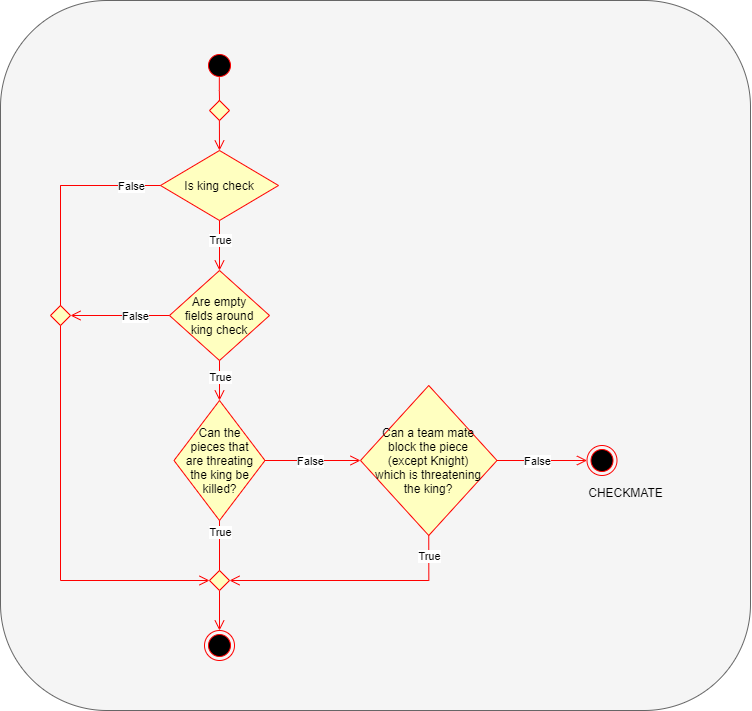 Is king check
False
True
Are empty
fields around
king check
False
True
Can the
pieces that
are threating
the king be
killed?
False
True
Can a team mate
block the piece
(except Knight)
which is threatening
the king?
False
True
CHECKMATE